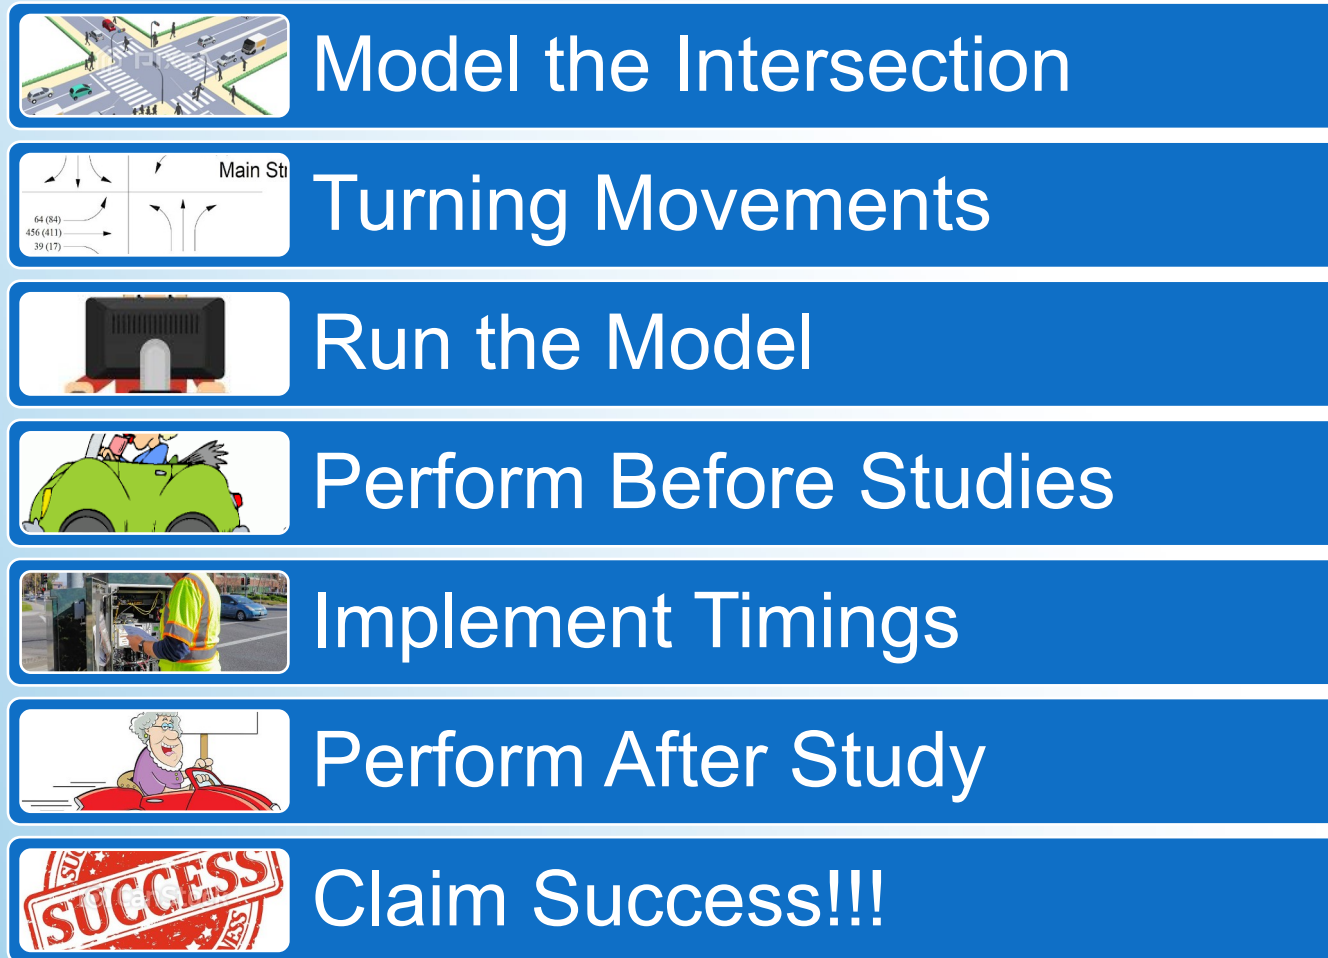 Model the Intersection
Main Str
64 (84)
456 (411)
39 (17)
Turning Movements
Run the Model
Perform Before Studies
Implement Timings
Perform After Study
SUCCESS
Claim Success!!!